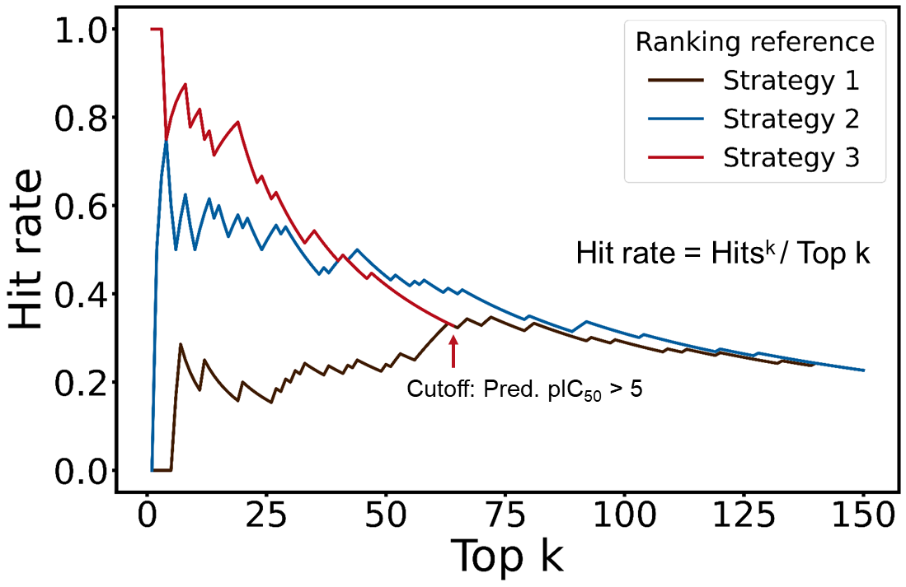 Ranking reference
Strategy 1
Strategy 2
Strategy 3
Hit rate = Hitsᵏ / Top k
Cutoff: Pred. pIC₅₀ > 5
Hit rate
1.0
0.8
0.6
0.4
0.2
0.0
0 25 50 75 100 125 150
Top k